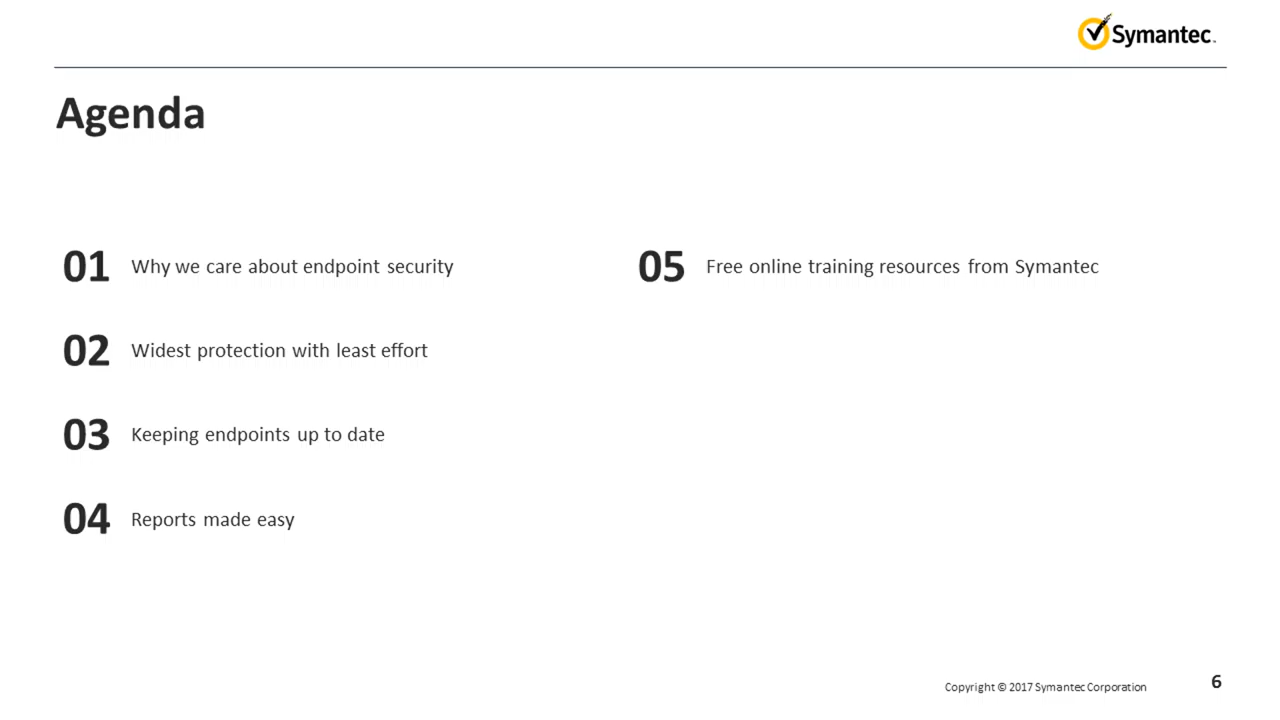 Symantec™
Agenda
01 Why we care about endpoint security
02 Widest protection with least effort
03 Keeping endpoints up to date
04 Reports made easy
05 Free online training resources from Symantec
Copyright © 2017 Symantec Corporation
6